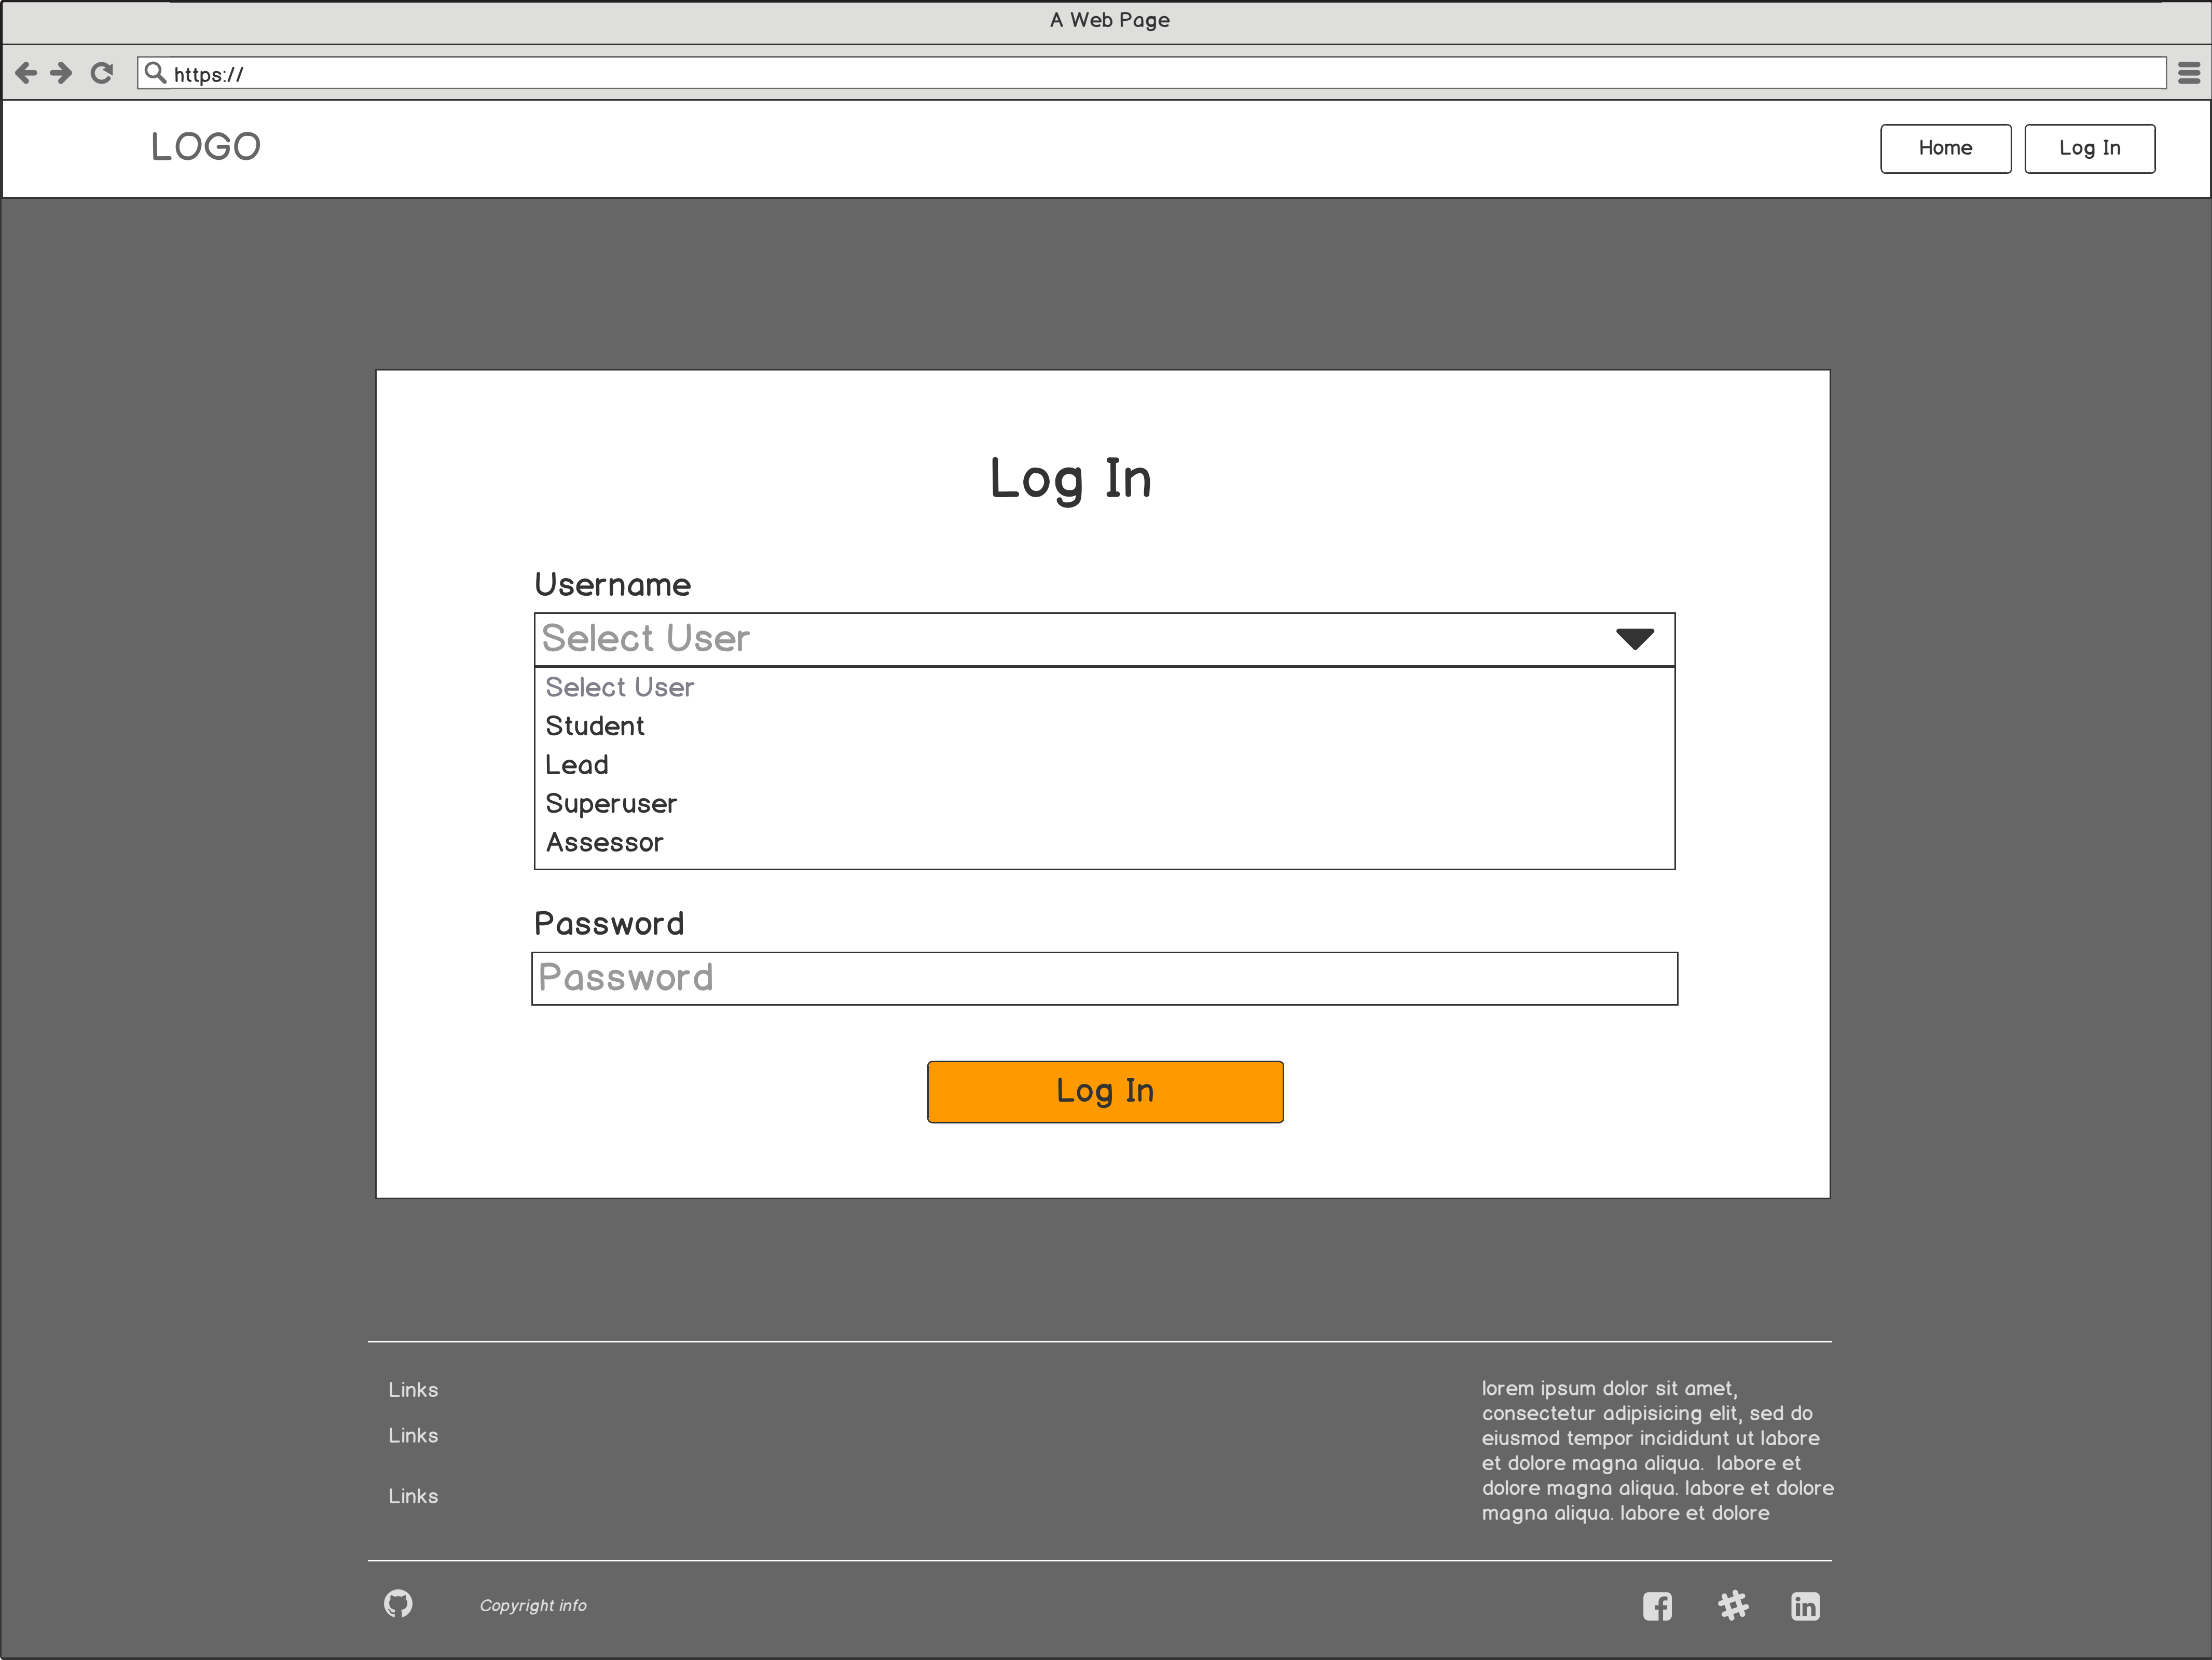 A Web Page
https://
LOGO
Home
Log In
Log In
Username
Select User
Select User
Student
Lead
Superuser
Assessor
Password
Password
Log In
Links
Links
Links
lorem ipsum dolor sit amet,
consectetur adipisicing elit, sed do
eiusmod tempor incididunt ut labore
et dolore magna aliqua.  labore et
dolore magna aliqua. labore et dolore
magna aliqua. labore et dolore
Copyright info